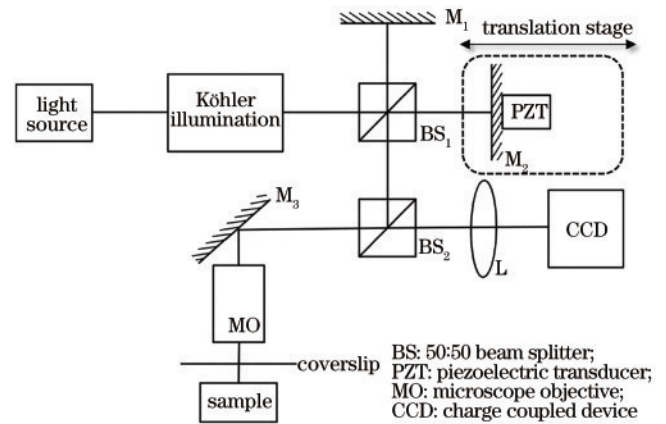 M₁
translation stage
light
source
Köhler
illumination
BS₁
PZT
M₂
M₃
BS₂
L
CCD
MO
coverslip
sample
BS: 50:50 beam splitter;
PZT: piezoelectric transducer;
MO: microscope objective;
CCD: charge coupled device